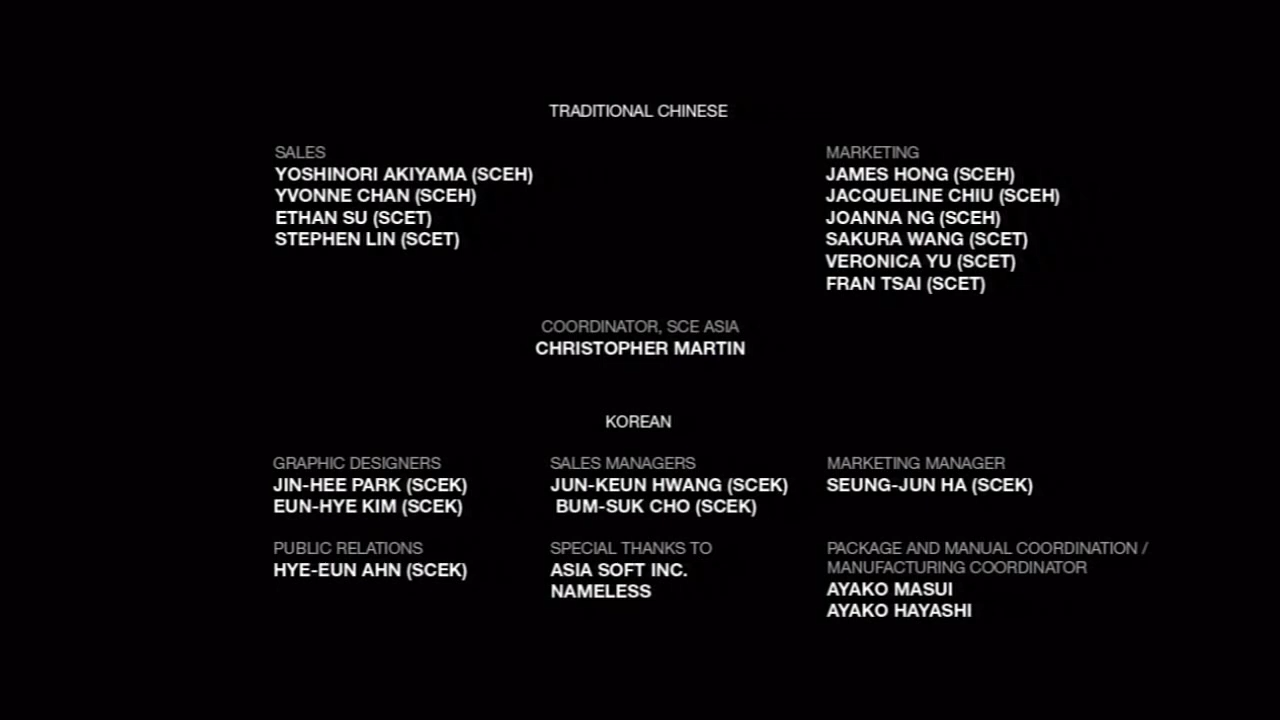 TRADITIONAL CHINESE
SALES
YOSHINORI AKIYAMA (SCEH)
YVONNE CHAN (SCEH)
ETHAN SU (SCET)
STEPHEN LIN (SCET)
MARKETING
JAMES HONG (SCEH)
JACQUELINE CHIU (SCEH)
JOANNA NG (SCEH)
SAKURA WANG (SCET)
VERONICA YU (SCET)
FRAN TSAI (SCET)
COORDINATOR, SCE ASIA
CHRISTOPHER MARTIN
KOREAN
GRAPHIC DESIGNERS
JIN-HEE PARK (SCEK)
EUN-HYE KIM (SCEK)
SALES MANAGERS
JUN-KEUN HWANG (SCEK)
BUM-SUK CHO (SCEK)
MARKETING MANAGER
SEUNG-JUN HA (SCEK)
PUBLIC RELATIONS
HYE-EUN AHN (SCEK)
SPECIAL THANKS TO
ASIA SOFT INC.
NAMELESS
PACKAGE AND MANUAL COORDINATION /
MANUFACTURING COORDINATOR
AYAKO MASUI
AYAKO HAYASHI